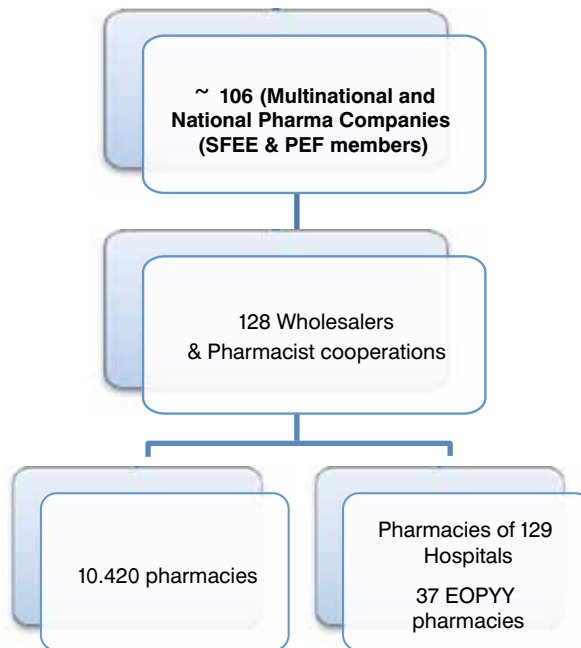 ~ 106 (Multinational and
National Pharma Companies
(SFEE & PEF members)
128 Wholesalers
& Pharmacist cooperations
10.420 pharmacies
Pharmacies of 129
Hospitals
37 EOPYY
pharmacies